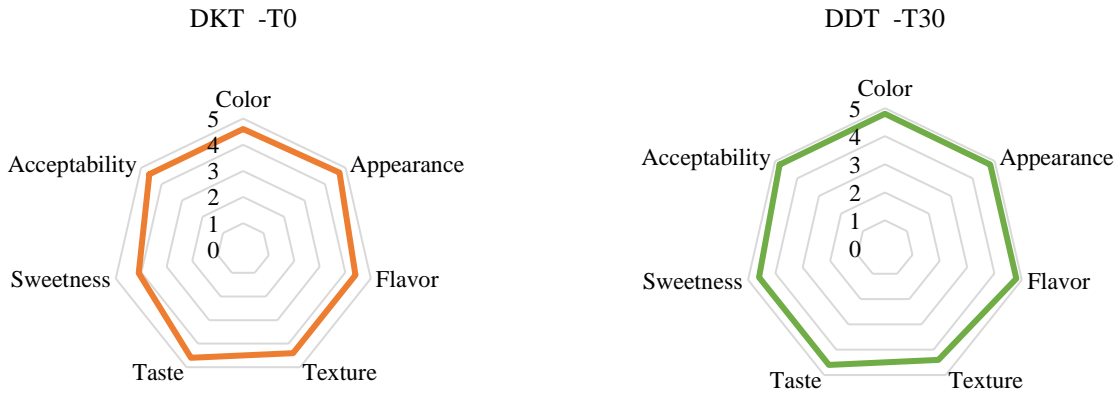 DKT -T0
Color
5
4
3
2
1
0
Acceptability
Appearance
Sweetness
Flavor
Taste
Texture
DDT -T30
Color
5
4
3
2
1
0
Acceptability
Appearance
Sweetness
Flavor
Taste
Texture